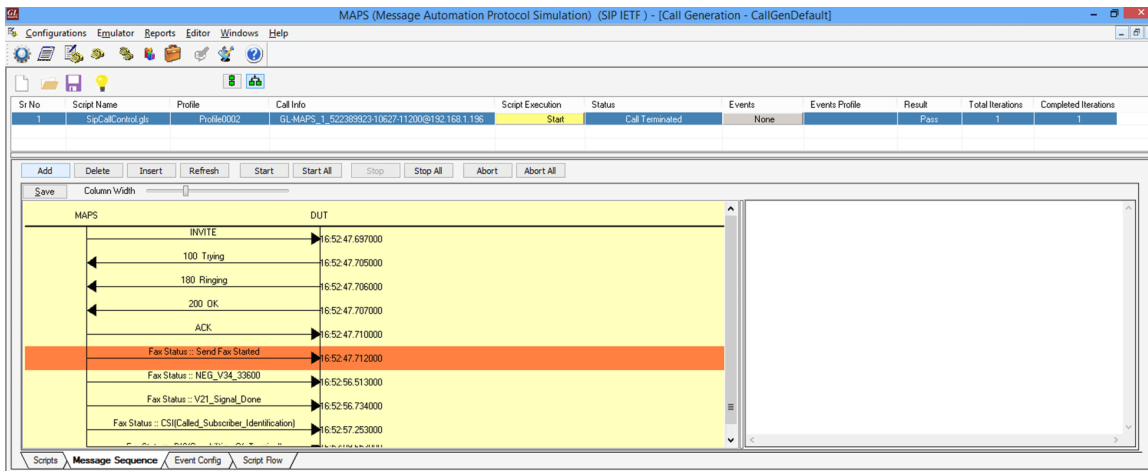 GL
MAPS (Message Automation Protocol Simulation) (SIP IETF ) - [Call Generation - CallGenDefault]
Configurations Emulator Reports Editor Windows Help
Sr No Script Name Profile Call Info Script Execution Status Events Events Profile Result Total Iterations Completed Iterations
1 SipCallControl.gls Profile0002 GL-MAPS_1_522389923-10627-11200@192.168.1.196 Start Call Terminated None Pass 1 1
Add Delete Insert Refresh Start Start All Stop Stop All Abort Abort All
Save Column Width
MAPS DUT
INVITE
16:52:47.697000
100 Trying
16:52:47.705000
180 Ringing
16:52:47.706000
200 OK
16:52:47.707000
ACK
16:52:47.710000
Fax Status :: Send Fax Started
16:52:47.712000
Fax Status :: NEG_V34_33600
16:52:56.513000
Fax Status :: V21_Signal_Done
16:52:56.734000
Fax Status :: CSI(Called_Subscriber_Identification)
16:52:57.253000
Scripts Message Sequence Event Config Script Flow